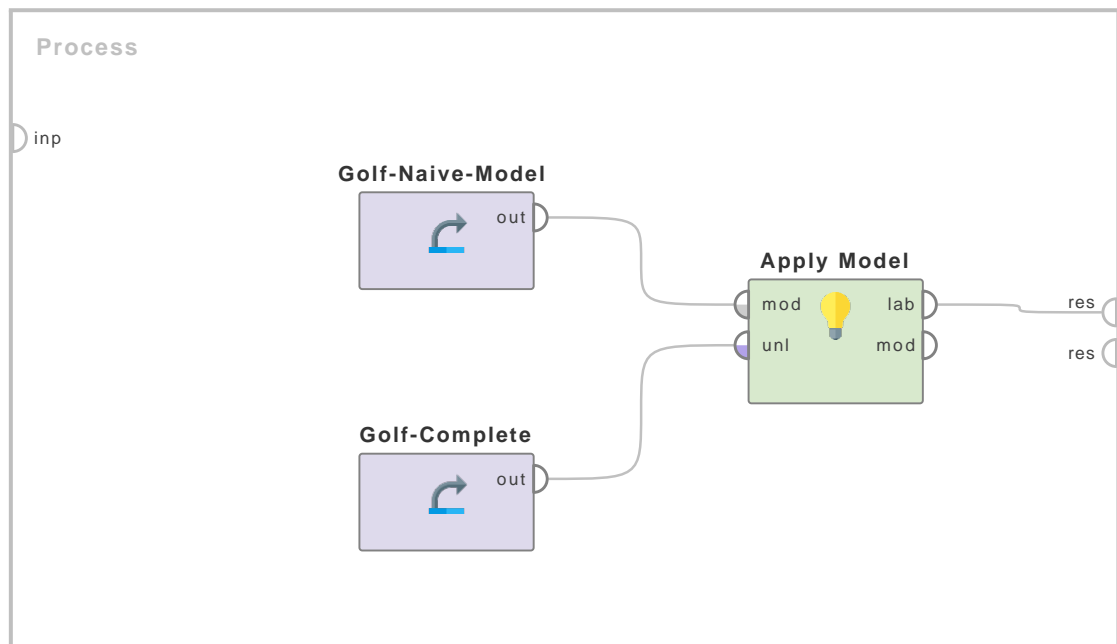 Process
inp
Golf-Naive-Model
out
Apply Model
mod lab res
unl mod res
Golf-Complete
out